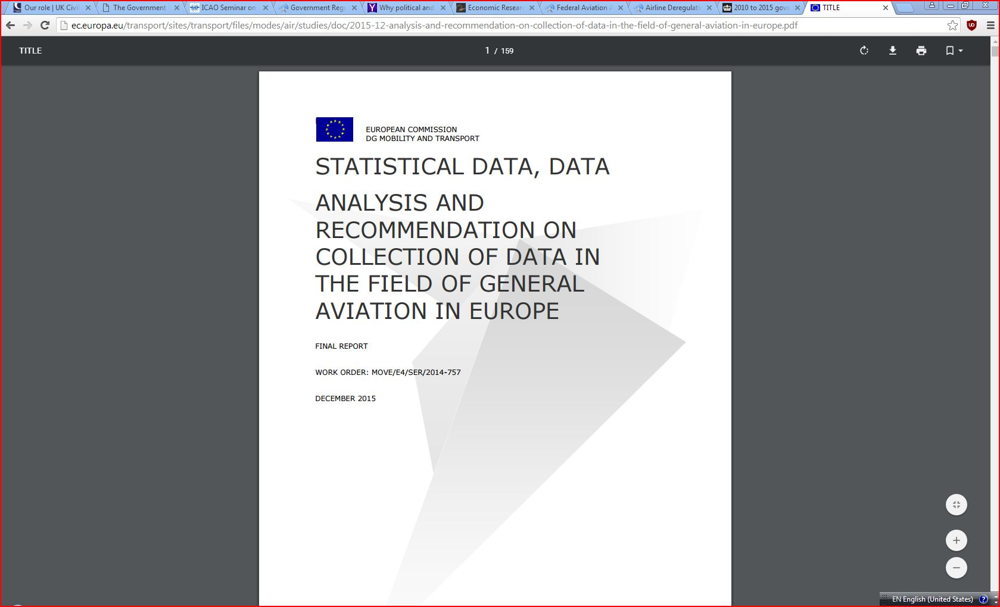 Our role | UK Civil
The Government
ICAO Seminar on
Government Regu
Why political and
Economic Resear
Federal Aviation A
Airline Deregulati
2010 to 2015 gove
TITLE
ec.europa.eu/transport/sites/transport/files/modes/air/studies/doc/2015-12-analysis-and-recommendation-on-collection-of-data-in-the-field-of-general-aviation-in-europe.pdf
TITLE
1 / 159
EUROPEAN COMMISSION
DG MOBILITY AND TRANSPORT
STATISTICAL DATA, DATA
ANALYSIS AND
RECOMMENDATION ON
COLLECTION OF DATA IN
THE FIELD OF GENERAL
AVIATION IN EUROPE
FINAL REPORT
WORK ORDER: MOVE/E4/SER/2014-757
DECEMBER 2015
EN English (United States)